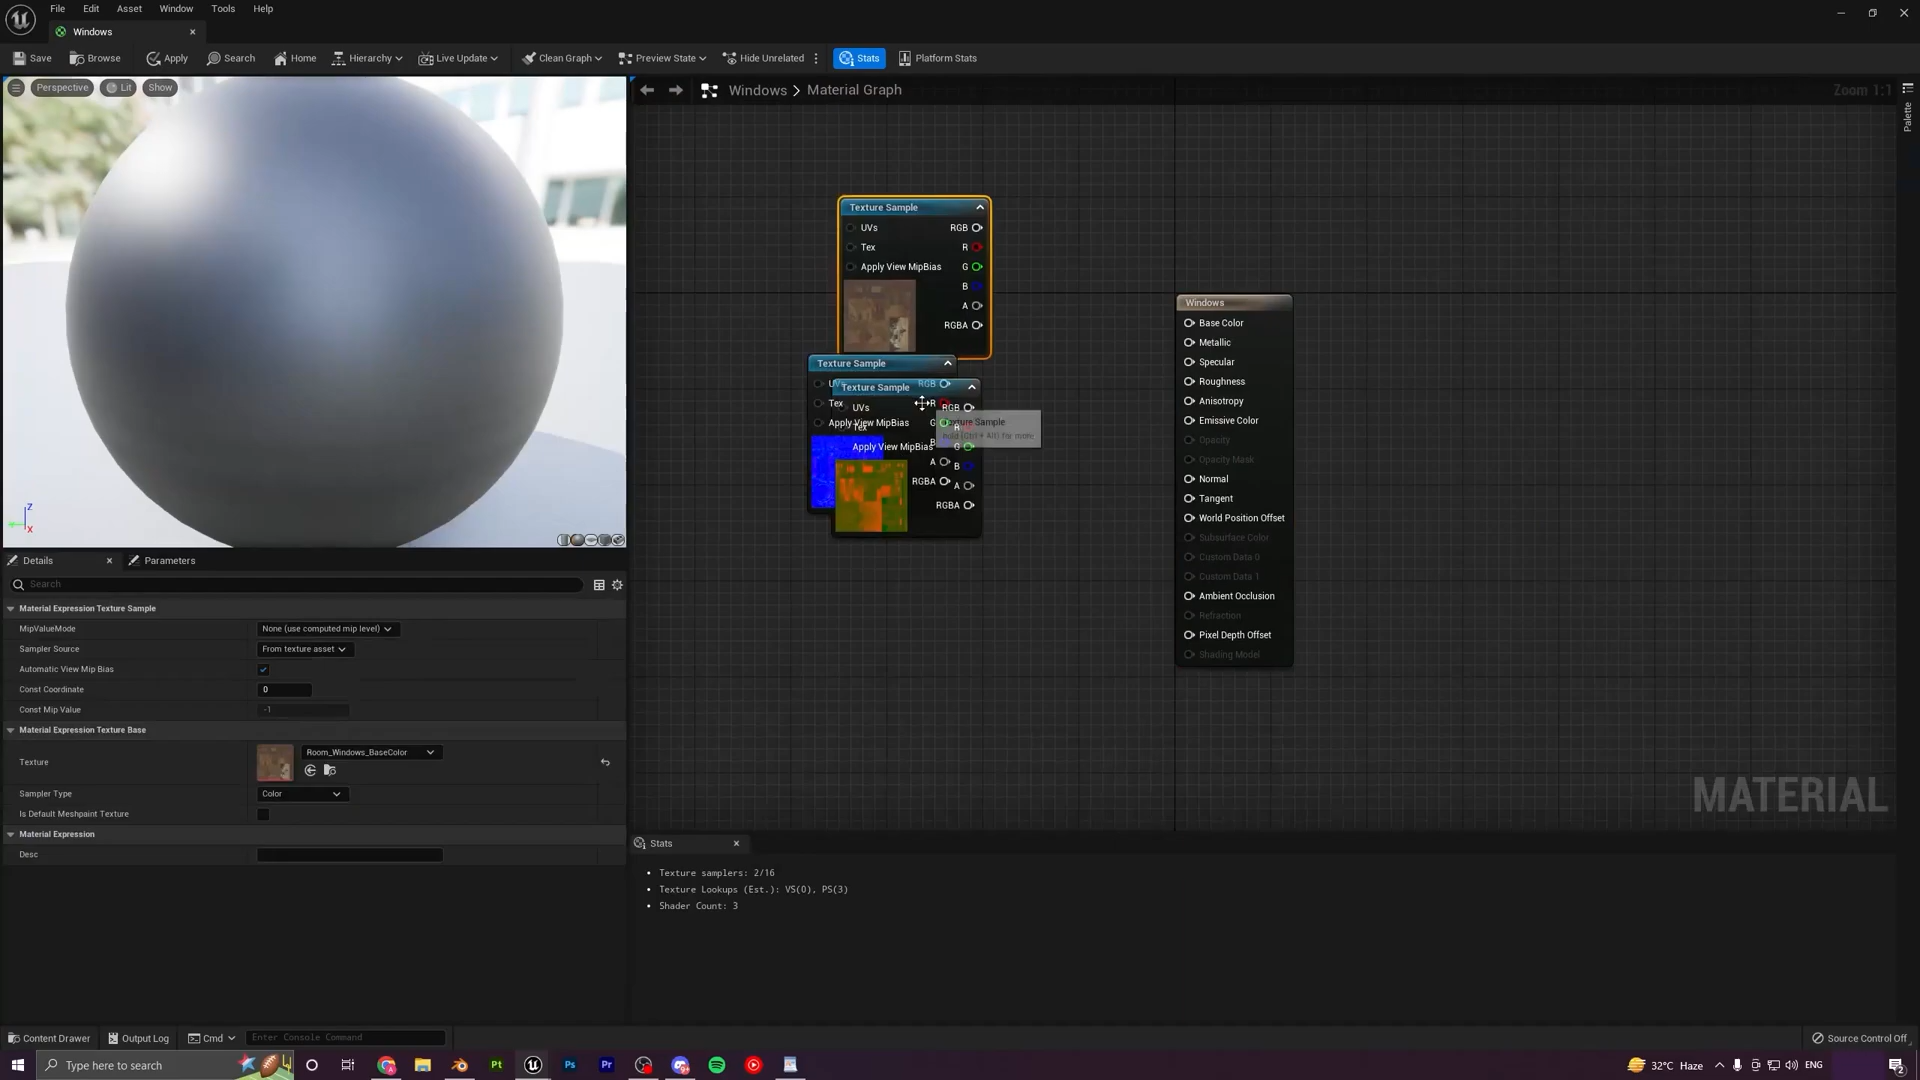 File Edit Asset Window Tools Help
Windows
Save Browse Apply Search Home Hierarchy Live Update Clean Graph Preview State Hide Unrelated Stats Platform Stats
Perspective Lit Show
Windows > Material Graph
Zoom 1:1
Palette
Texture Sample
UVs RGB
Tex R
Apply View MipBias G
B
A
RGBA
Texture Sample
RGB
Tex R
Apply View MipBias G
B
A
RGBA
Texture Sample
UVs RGB
Tex R
Apply View MipBias G
B
A
RGBA
Texture Sample
hold (Ctrl + Alt) for more
Windows
Base Color
Metallic
Specular
Roughness
Anisotropy
Emissive Color
Opacity
Opacity Mask
Normal
Tangent
World Position Offset
Subsurface Color
Custom Data 0
Custom Data 1
Ambient Occlusion
Refraction
Pixel Depth Offset
Shading Model
MATERIAL
Z
X
Details Parameters
Search
Material Expression Texture Sample
MipValueMode None (use computed mip level)
Sampler Source From texture asset
Automatic View Mip Bias
Const Coordinate 0
Const Mip Value -1
Material Expression Texture Base
Texture Room_Windows_BaseColor
Sampler Type Color
Is Default Meshpaint Texture
Material Expression
Desc
Stats
Texture samplers: 2/16
Texture Lookups (Est.): VS(0), PS(3)
Shader Count: 3
Content Drawer Output Log Cmd Enter Console Command Source Control Off
Type here to search Pt Ps Pr 32°C Haze ENG 2